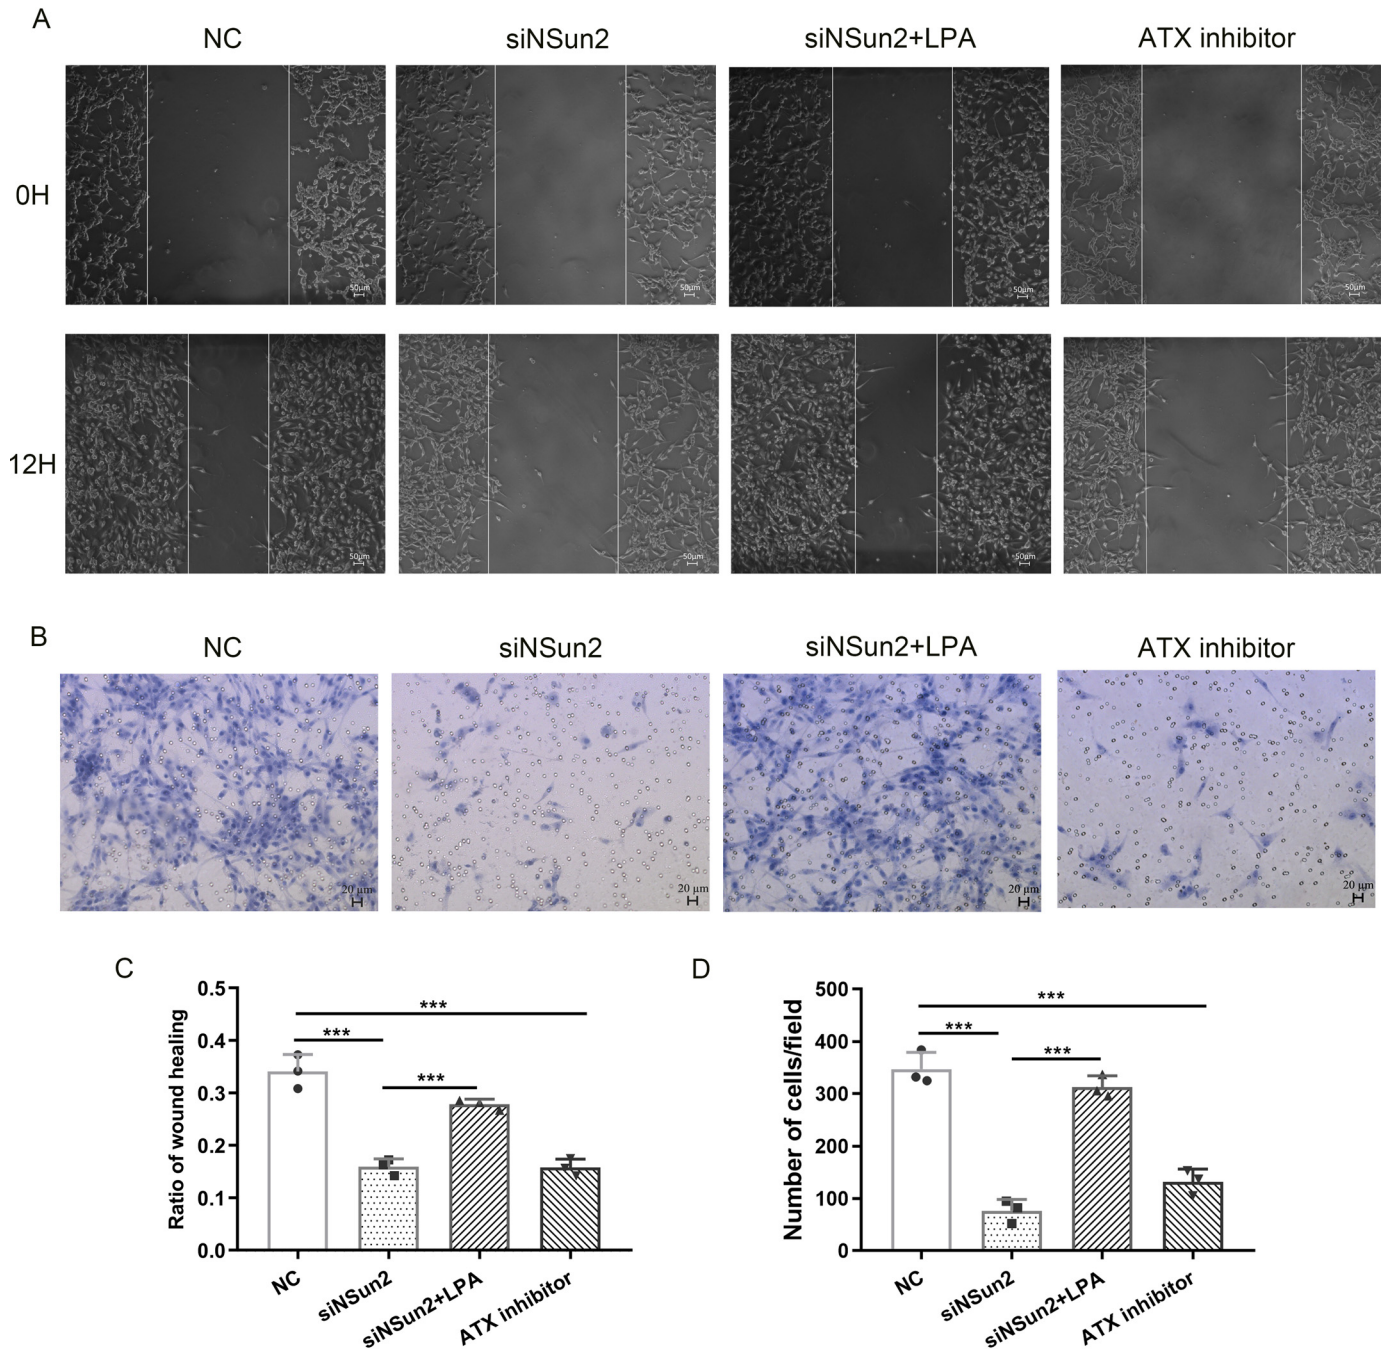 A
NC siNSun2 siNSun2+LPA ATX inhibitor
0H
50μm 50μm 50μm 50μm
12H
50μm 50μm 50μm 50μm
B
NC siNSun2 siNSun2+LPA ATX inhibitor
20 μm 20 μm 20 μm 20 μm
C
Ratio of wound healing
0.5
0.4
0.3
0.2
0.1
0.0
***
***
***
NC siNSun2 siNSun2+LPA ATX inhibitor
D
Number of cells/field
500
400
300
200
100
0
***
***
***
NC siNSun2 siNSun2+LPA ATX inhibitor